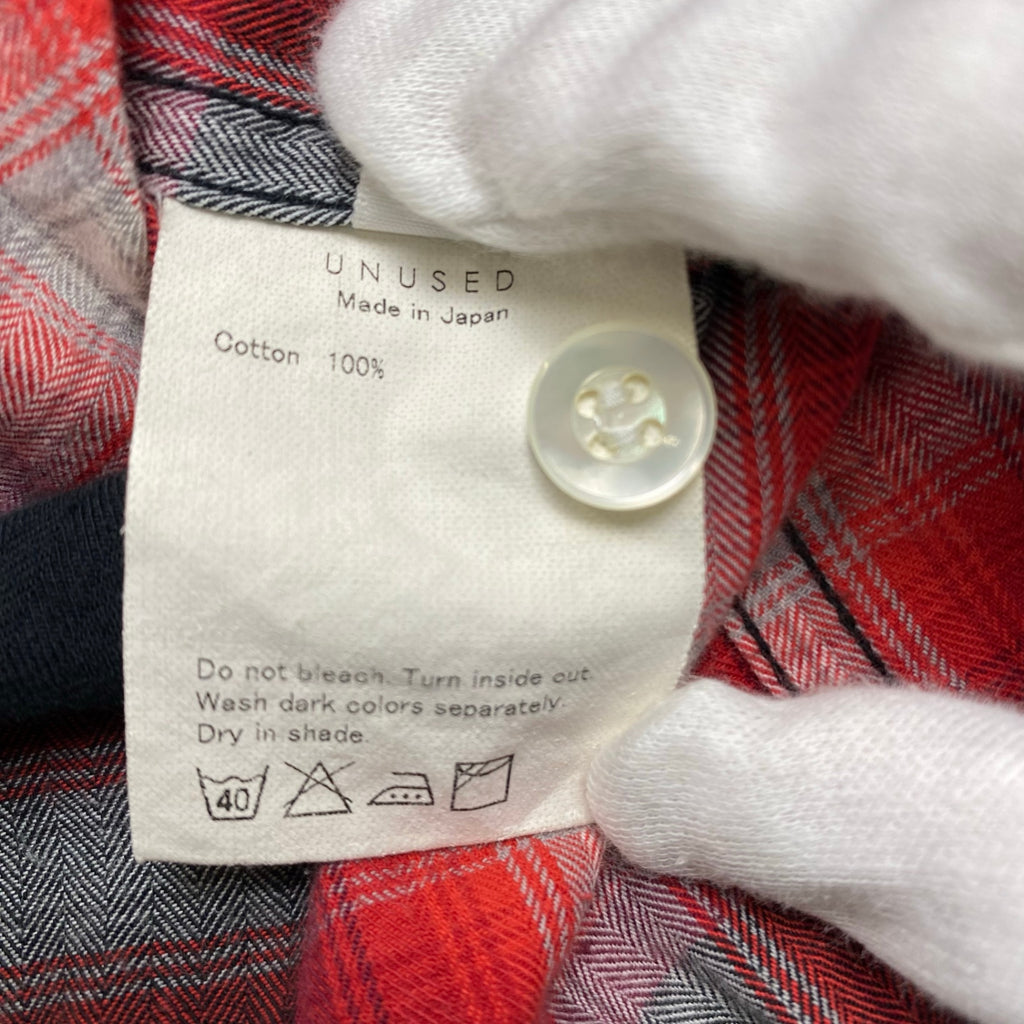 UNUSED
Made in Japan
Cotton 100%
Do not bleach. Turn inside out.
Wash dark colors separately.
Dry in shade.
40